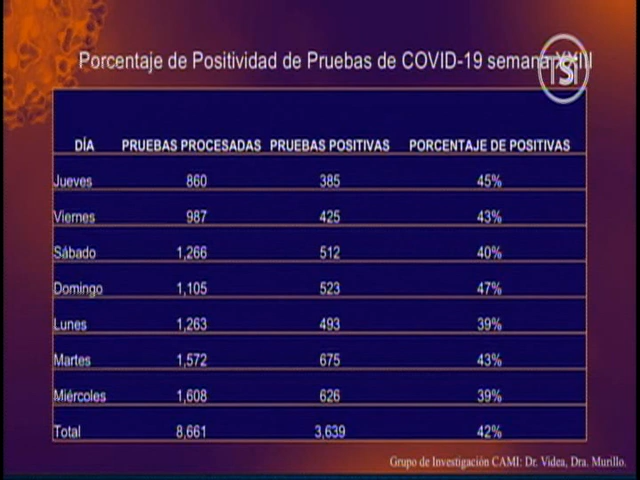 Porcentaje de Positividad de Pruebas de COVID-19 semana XXIII
TSi
DÍA PRUEBAS PROCESADAS PRUEBAS POSITIVAS PORCENTAJE DE POSITIVAS
Jueves 860 385 45%
Viernes 987 425 43%
Sábado 1,266 512 40%
Domingo 1,105 523 47%
Lunes 1,263 493 39%
Martes 1,572 675 43%
Miércoles 1,608 626 39%
Total 8,661 3,639 42%
Grupo de Investigación CAMI: Dr. Videa, Dra. Murillo.